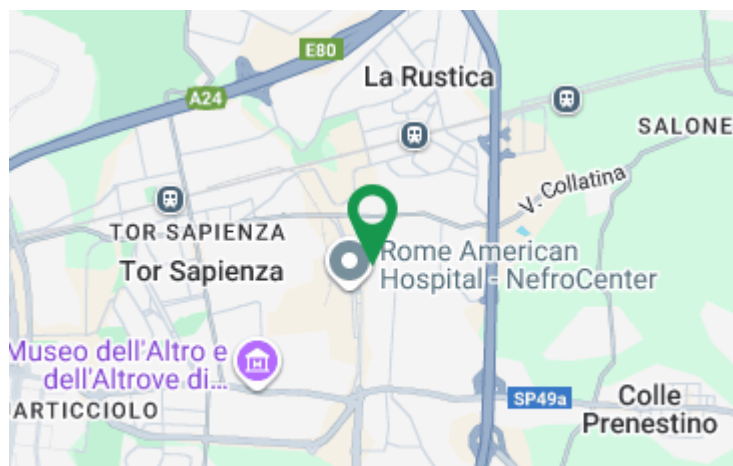 E80
La Rustica
A24
SALONE
V. Collatina
TOR SAPIENZA
Tor Sapienza
Rome American
Hospital - NefroCenter
Museo dell'Altro e
dell'Altrove di...
SP49a
Colle
Prenestino
ARTICCIOLO